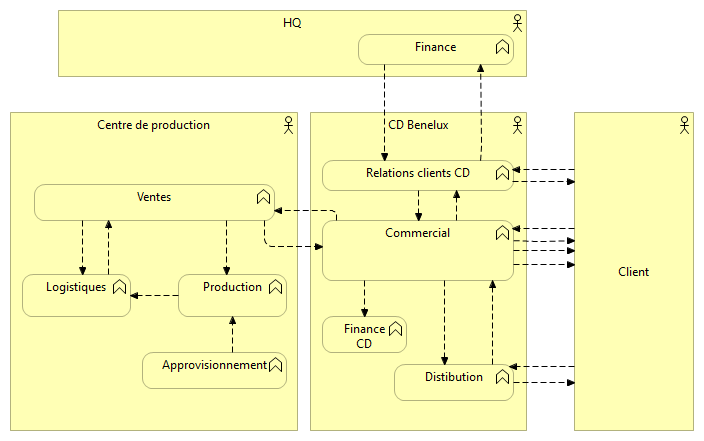 HQ
Finance
Centre de production
CD Benelux
Relations clients CD
Ventes
Commercial
Client
Logistiques
Production
Finance
CD
Approvisionnement
Distibution